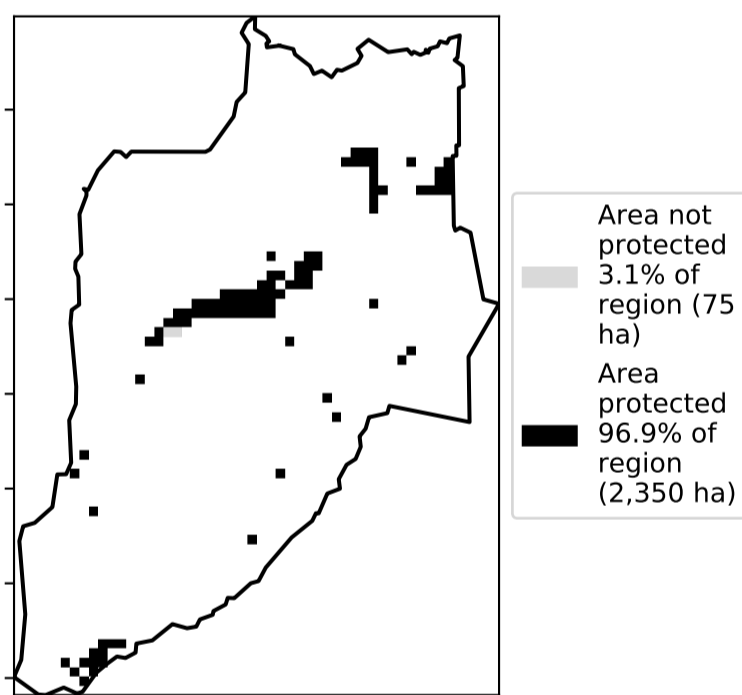 Area not
protected
3.1% of
region (75
ha)
Area
protected
96.9% of
region
(2,350 ha)